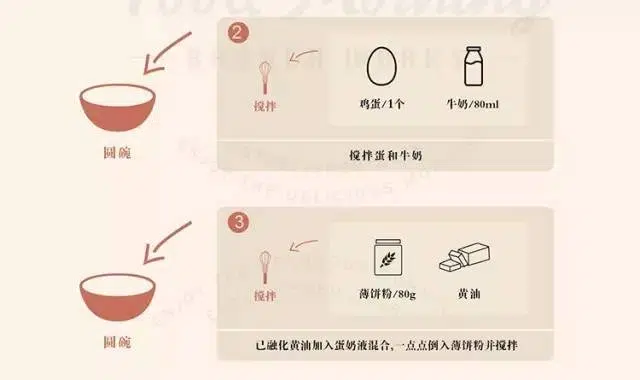 Food Morning
2
鸡蛋/1个
牛奶/80ml
搅拌
圆碗
搅拌蛋和牛奶
3
薄饼粉/80g
黄油
搅拌
圆碗
已融化黄油加入蛋奶液混合,一点点倒入薄饼粉并搅拌